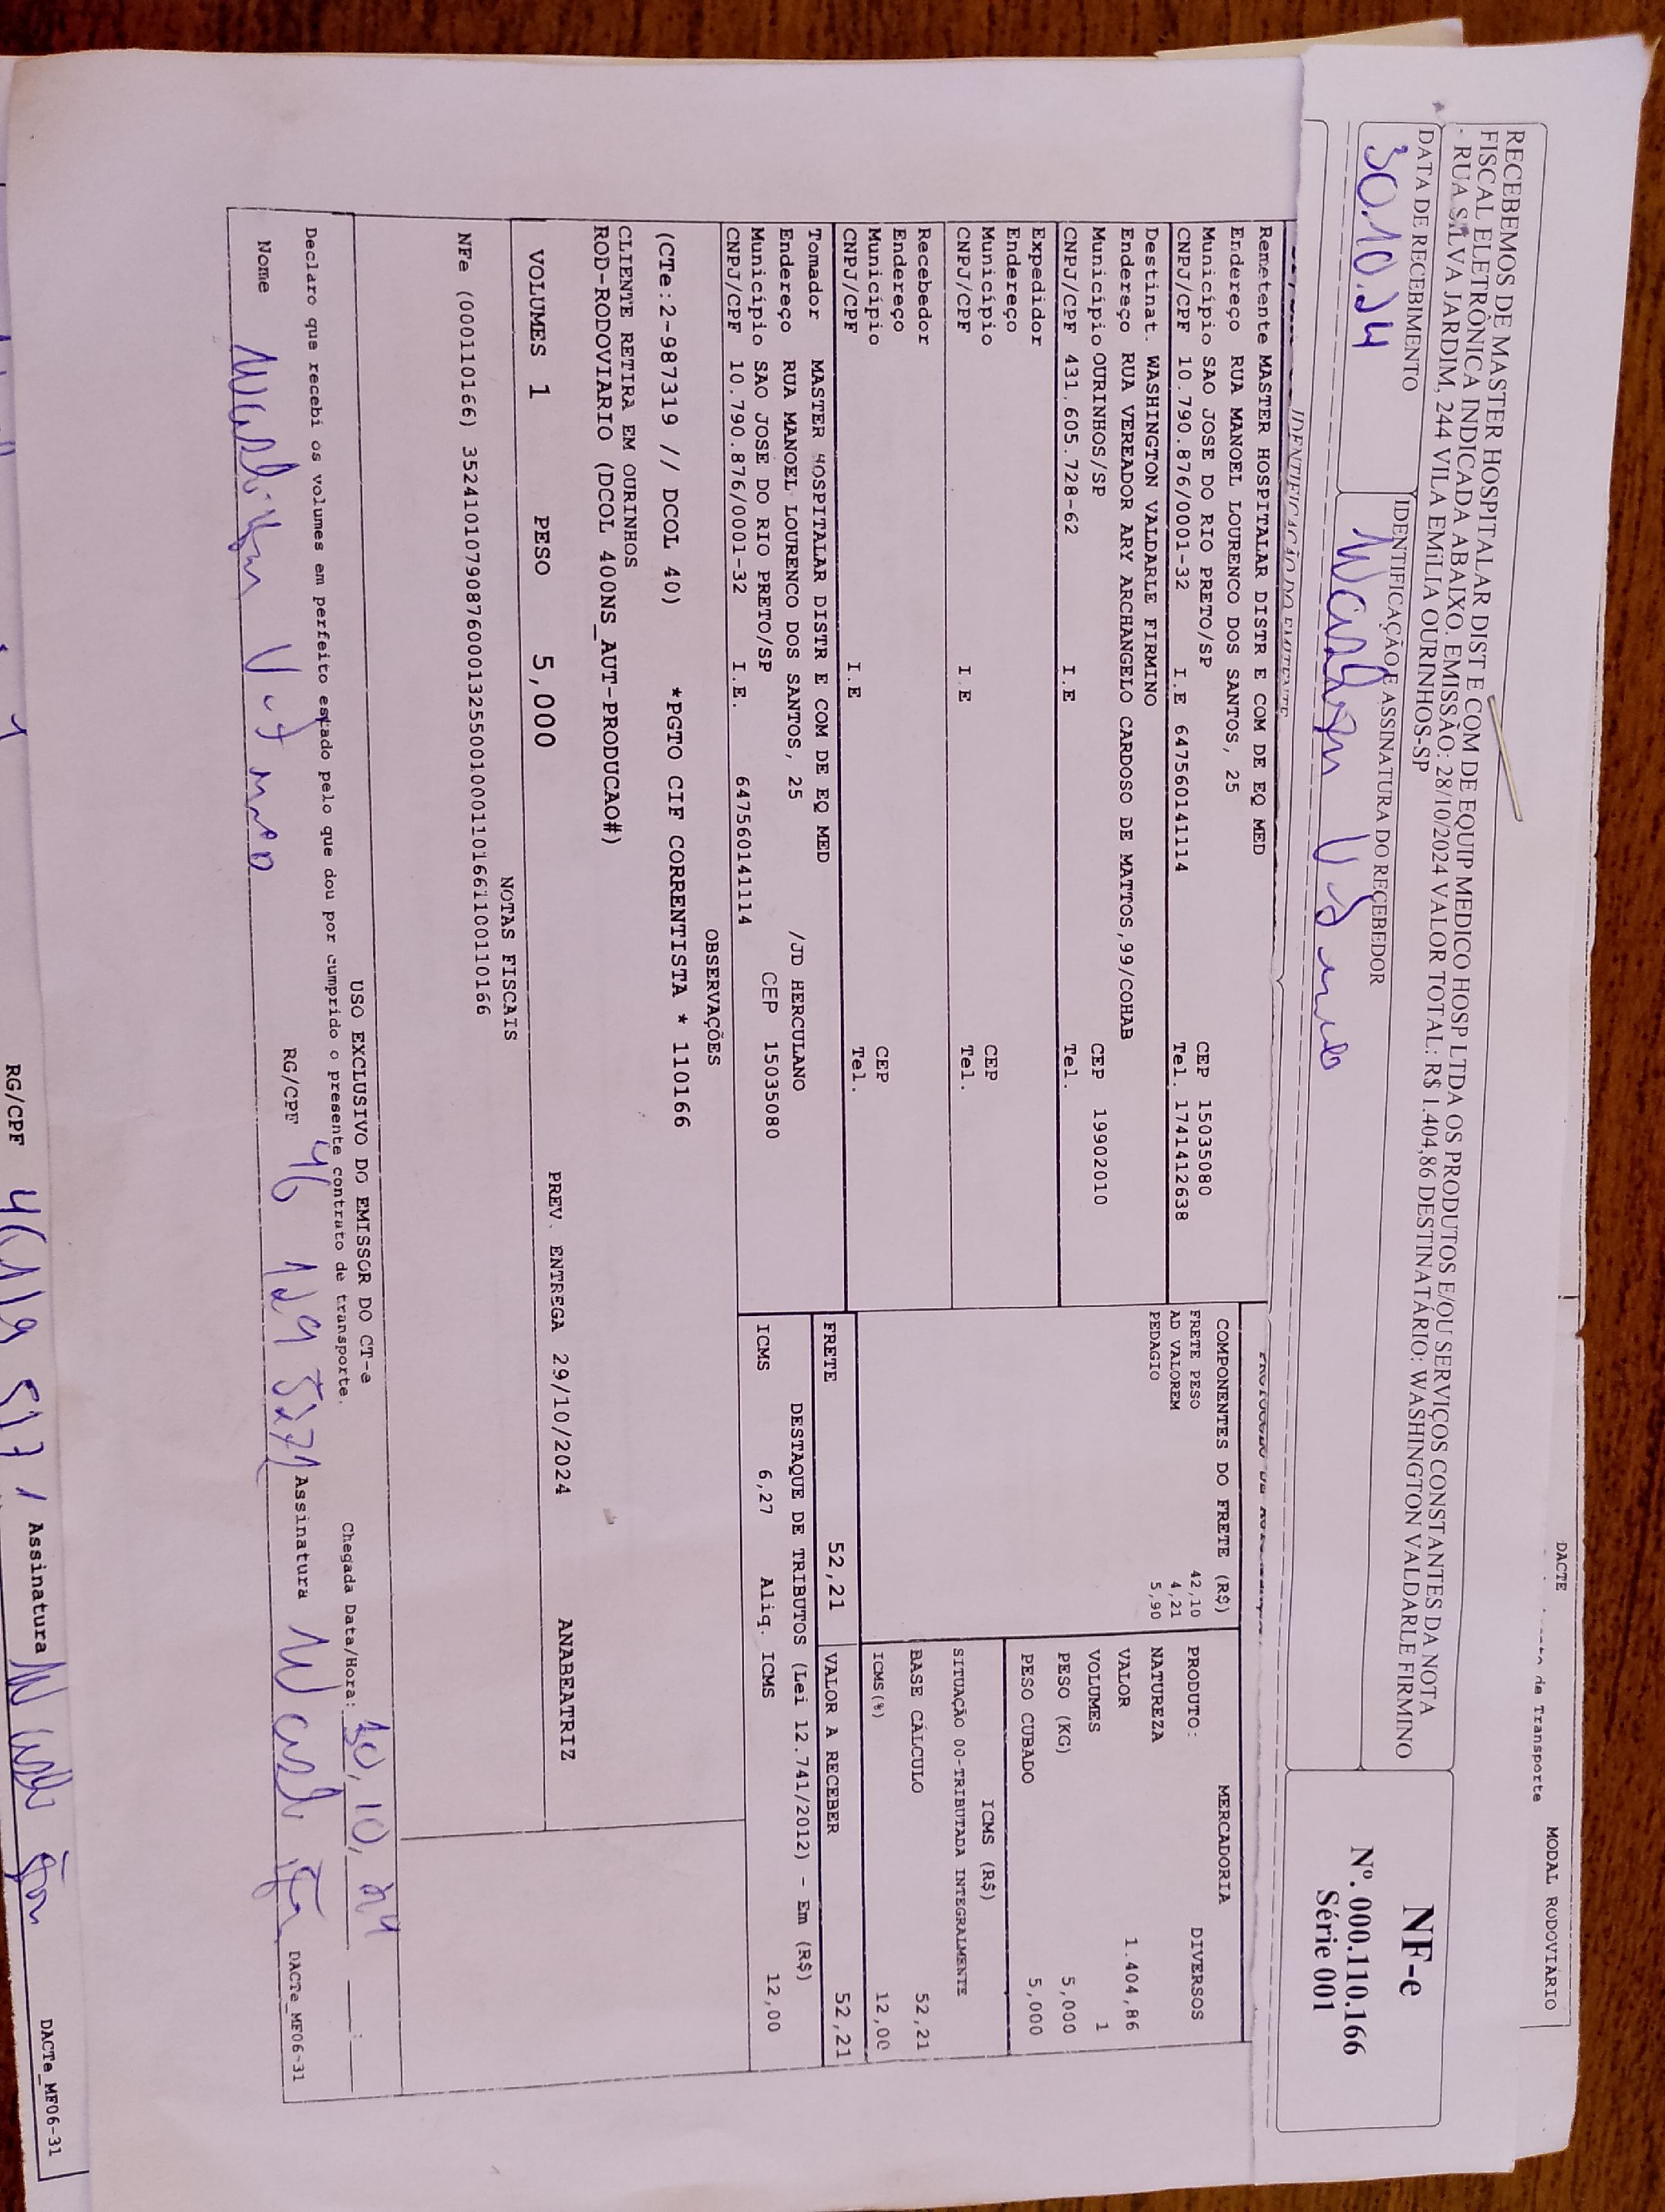 DACTE
de Transporte
MODAL RODOVIÁRIO
RECEBEMOS DE MASTER HOSPITALAR DIST E COM DE EQUIP MEDICO HOSP LTDA OS PRODUTOS E/OU SERVIÇOS CONSTANTES DA NOTA
FISCAL ELETRÔNICA INDICADA ABAIXO. EMISSÃO: 28/10/2024 VALOR TOTAL: R$ 1.404,86 DESTINATÁRIO: WASHINGTON VALDARLE FIRMINO
- RUA SILVA JARDIM, 244 VILA EMíLIA OURINHOS-SP
DATA DE RECEBIMENTO
IDENTIFICAÇÃO E ASSINATURA DO RECEBEDOR
30.10.24
NF-e
Nº. 000.110.166
Série 001
IDENTIFICAÇÃO DO EMITENTE
Remetente MASTER HOSPITALAR DISTR E COM DE EQ MED
Endereço RUA MANOEL LOURENCO DOS SANTOS, 25
Município SAO JOSE DO RIO PRETO/SP CEP 15035080
CNPJ/CPF 10.790.876/0001-32 I.E 647560141114 Tel. 1741412638
Destinat. WASHINGTON VALDARLE FIRMINO
Endereço RUA VEREADOR ARY ARCHANGELO CARDOSO DE MATTOS,99/COHAB
Município OURINHOS/SP CEP 19902010
CNPJ/CPF 431.605.728-62 I.E Tel.
Expedidor
Endereço
Município CEP
CNPJ/CPF I.E Tel.
Recebedor
Endereço
Município CEP
CNPJ/CPF I.E Tel.
Tomador MASTER HOSPITALAR DISTR E COM DE EQ MED
Endereço RUA MANOEL LOURENCO DOS SANTOS, 25 /JD HERCULANO
Município SAO JOSE DO RIO PRETO/SP CEP 15035080
CNPJ/CPF 10.790.876/0001-32 I.E. 647560141114
COMPONENTES DO FRETE (R$)
FRETE PESO 42,10
AD VALOREM 4,21
PEDAGIO 5,90
MERCADORIA
PRODUTO: DIVERSOS
NATUREZA
VALOR 1.404,86
VOLUMES 1
PESO (KG) 5,000
PESO CUBADO 5,000
ICMS (R$)
SITUAÇÃO 00-TRIBUTADA INTEGRALMENTE
BASE CÁLCULO 52,21
ICMS(%) 12,00
FRETE 52,21 VALOR A RECEBER 52,21
DESTAQUE DE TRIBUTOS (Lei 12.741/2012) - Em (R$)
ICMS 6,27 Aliq. ICMS 12,00
OBSERVAÇÕES
(CTe:2-987319 // DCOL 40) *PGTO CIF CORRENTISTA * 110166
CLIENTE RETIRA EM OURINHOS
ROD-RODOVIARIO (DCOL 400NS_AUT-PRODUCAO#)
VOLUMES 1 PESO 5,000 PREV. ENTREGA 29/10/2024 ANABEATRIZ
NOTAS FISCAIS
NFe (000110166) 35241010790876000132550010001101661100110166
USO EXCLUSIVO DO EMISSOR DO CT-e
Declaro que recebi os volumes em perfeito estado pelo que dou por cumprido o presente contrato de transporte.
Chegada Data/Hora: 30, 10, 24
Nome
RG/CPF 46 129 5271
Assinatura
DACTe_MF06-31
RG/CPF
Assinatura
DACTe_MF06-31